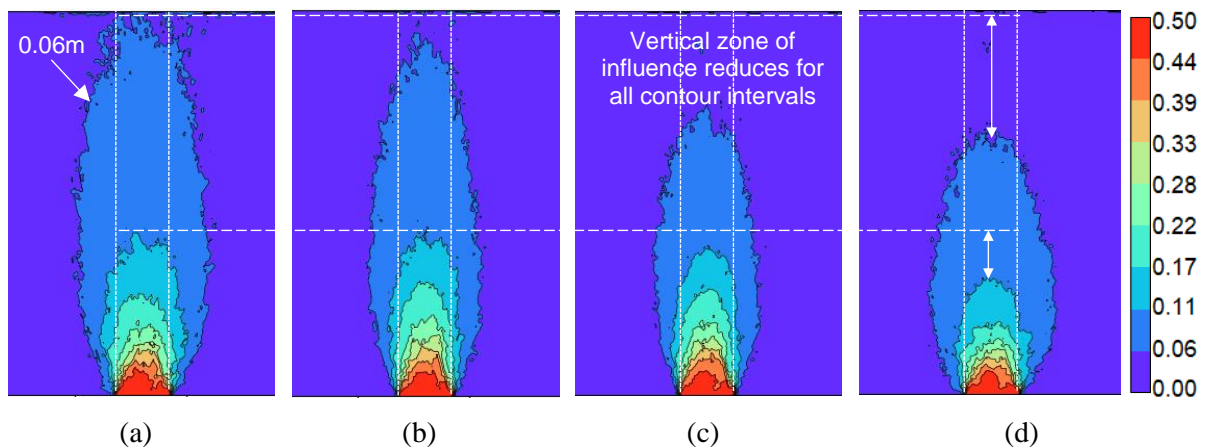 0.06m
Vertical zone of
influence reduces for
all contour intervals
0.50
0.44
0.39
0.33
0.28
0.22
0.17
0.11
0.06
0.00
(a)
(b)
(c)
(d)